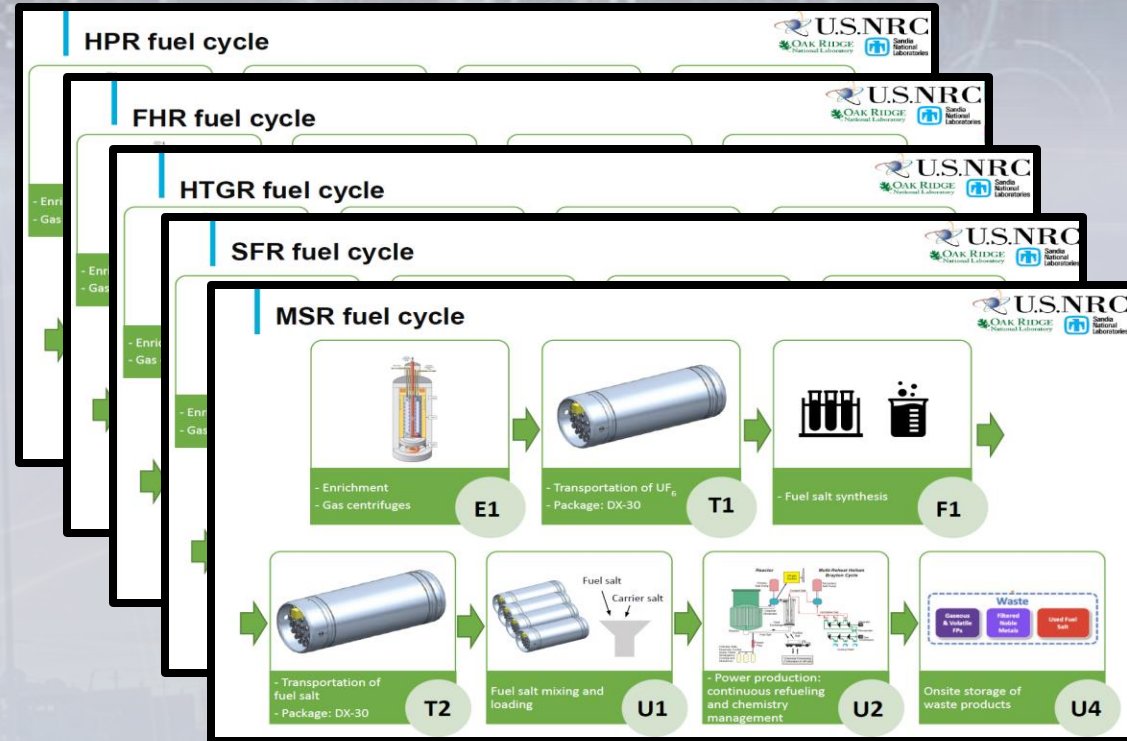 HPR fuel cycle
U.S.NRC
OAK RIDGE
National Laboratory
Sandia
National
Laboratories
- Enri
- Gas
FHR fuel cycle
U.S.NRC
OAK RIDGE
National Laboratory
Sandia
National
Laboratories
- Enr
- Gas
HTGR fuel cycle
U.S.NRC
OAK RIDGE
National Laboratory
Sandia
National
Laboratories
- Enric
- Gas
SFR fuel cycle
U.S.NRC
OAK RIDGE
National Laboratory
Sandia
National
Laboratories
- Enr
- Gas
MSR fuel cycle
U.S.NRC
OAK RIDGE
National Laboratory
Sandia
National
Laboratories
- Enrichment
- Gas centrifuges
E1
- Transportation of UF6
- Package: DX-30
T1
- Fuel salt synthesis
F1
- Transportation of
fuel salt
- Package: DX-30
T2
Fuel salt
Carrier salt
Fuel salt mixing and
loading
U1
Reactor
Multi-Reheat Helium
Brayton Cycle
- Power production:
continuous refueling
and chemistry
management
U2
Waste
Gaseous
& Volatile
FPs
Filtered
Noble
Metals
Used Fuel
Salt
Onsite storage of
waste products
U4